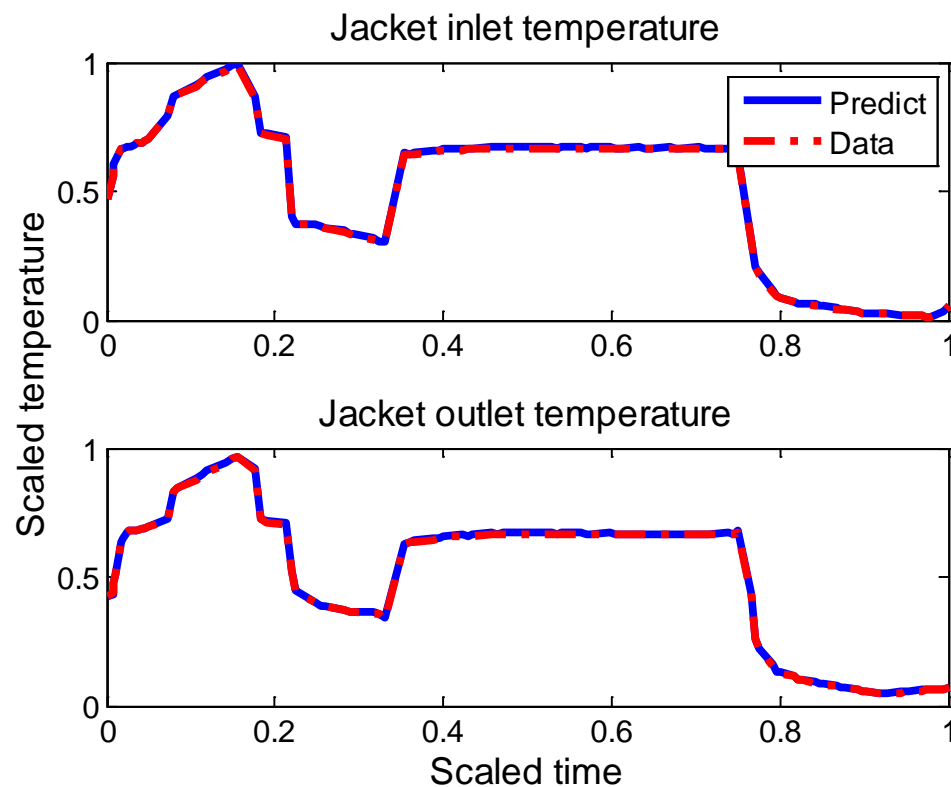 Jacket inlet temperature
1
Predict
Data
0.5
0
0 0.2 0.4 0.6 0.8 1
Scaled temperature
Jacket outlet temperature
1
0.5
0
0 0.2 0.4 0.6 0.8 1
Scaled time